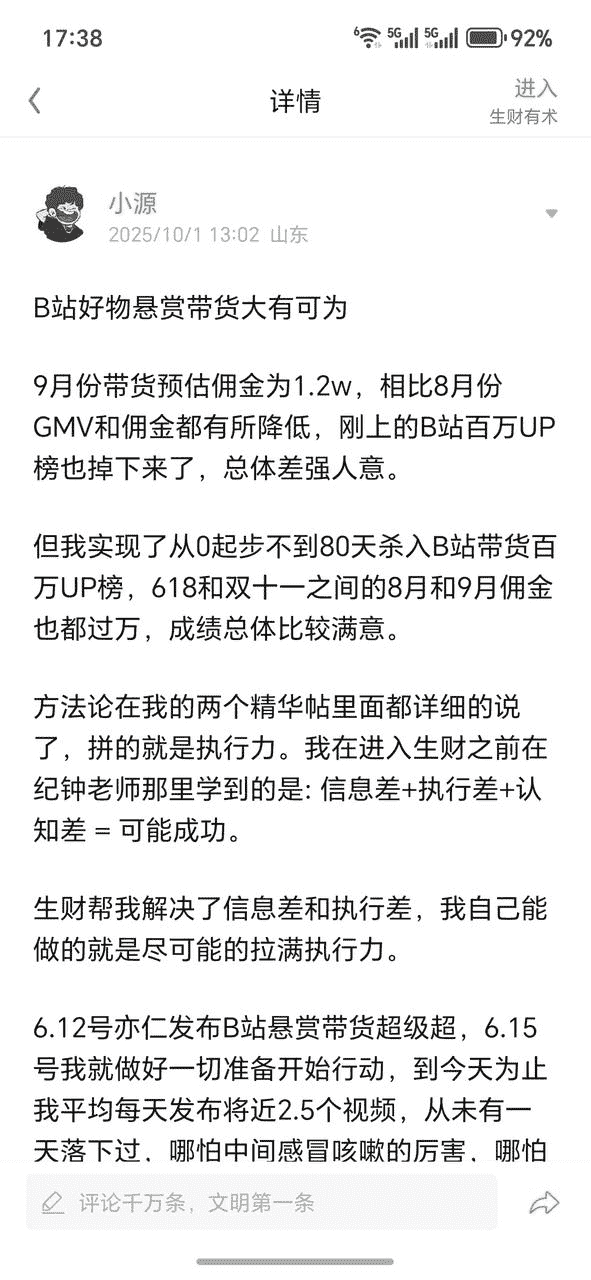 17:38
6 5G 5G 92%
详情
进入
生财有术
小源
2025/10/1 13:02 山东
B站好物悬赏带货大有可为
9月份带货预估佣金为1.2w，相比8月份
GMV和佣金都有所降低，刚上的B站百万UP
榜也掉下来了，总体差强人意。
但我实现了从0起步不到80天杀入B站带货百
万UP榜，618和双十一之间的8月和9月佣金
也都过万，成绩总体比较满意。
方法论在我的两个精华帖里面都详细的说
了，拼的就是执行力。我在进入生财之前在
纪钟老师那里学到的是: 信息差+执行差+认
知差 = 可能成功。
生财帮我解决了信息差和执行差，我自己能
做的就是尽可能的拉满执行力。
6.12号亦仁发布B站悬赏带货超级超，6.15
号我就做好一切准备开始行动，到今天为止
我平均每天发布将近2.5个视频，从未有一
天落下过，哪怕中间感冒咳嗽的厉害，哪怕
评论千万条，文明第一条